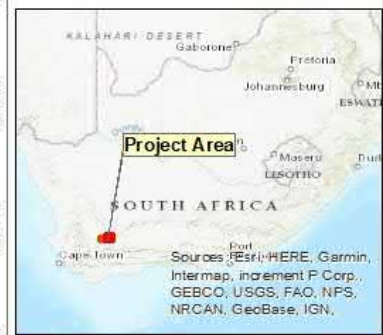 KALAHARI DESERT
Gaborone
Pretoria
Johannesburg
Project Area
Maseru
LESOTHO
SOUTH AFRICA
Cape Town
Port
Sources: Esri, HERE, Garmin,
Intermap, increment P Corp.,
GEBCO, USGS, FAO, NPS,
NRCAN, GeoBase, IGN,